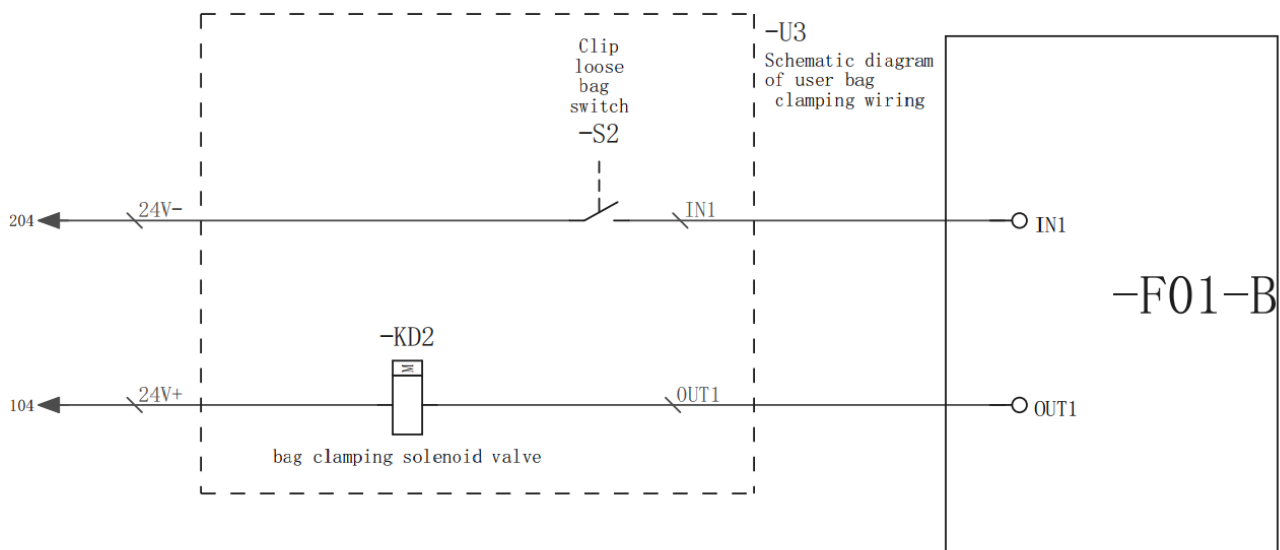 -U3
Schematic diagram
of user bag
clamping wiring
Clip
loose
bag
switch
-S2
204
24V-
IN1
IN1
-F01-B
-KD2
104
24V+
OUT1
OUT1
bag clamping solenoid valve